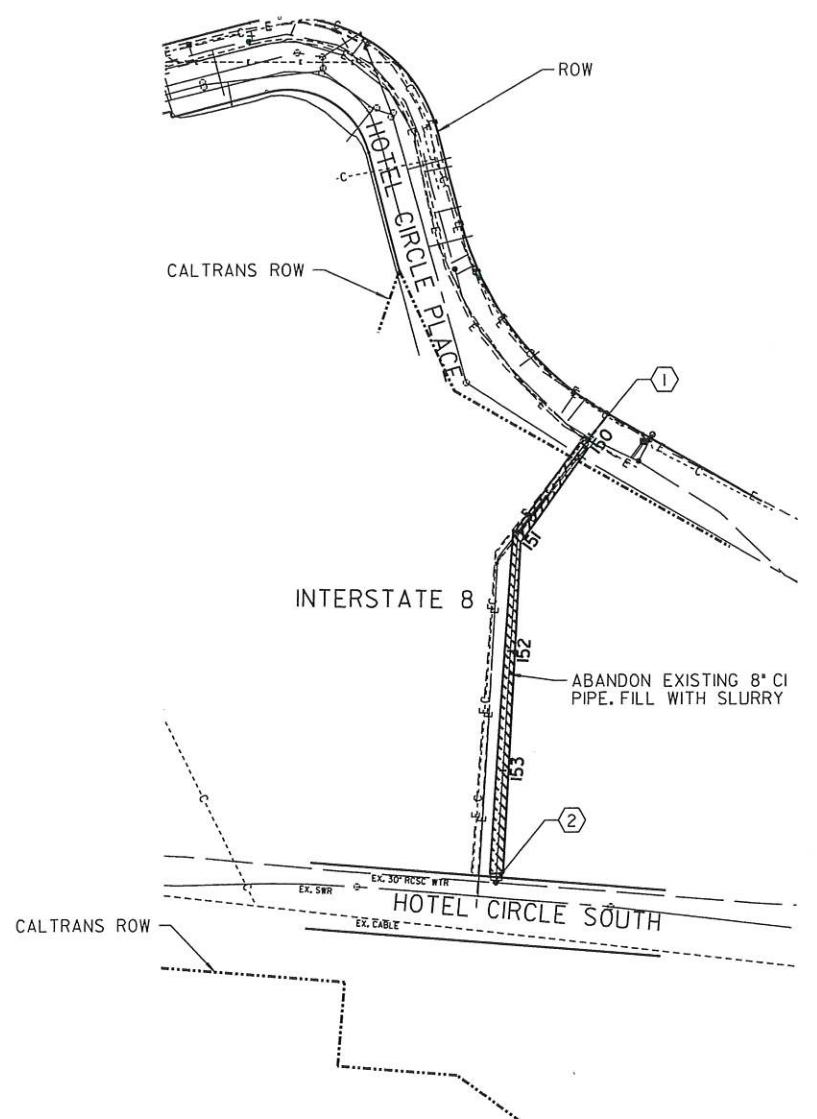 ROW
HOTEL CIRCLE PLACE
-C-
CALTRANS ROW
1
50
151
INTERSTATE 8
152
ABANDON EXISTING 8" CI
PIPE. FILL WITH SLURRY
153
2
EX. 30" RCSC WTR
EX. SWR
HOTEL CIRCLE SOUTH
EX. CABLE
CALTRANS ROW